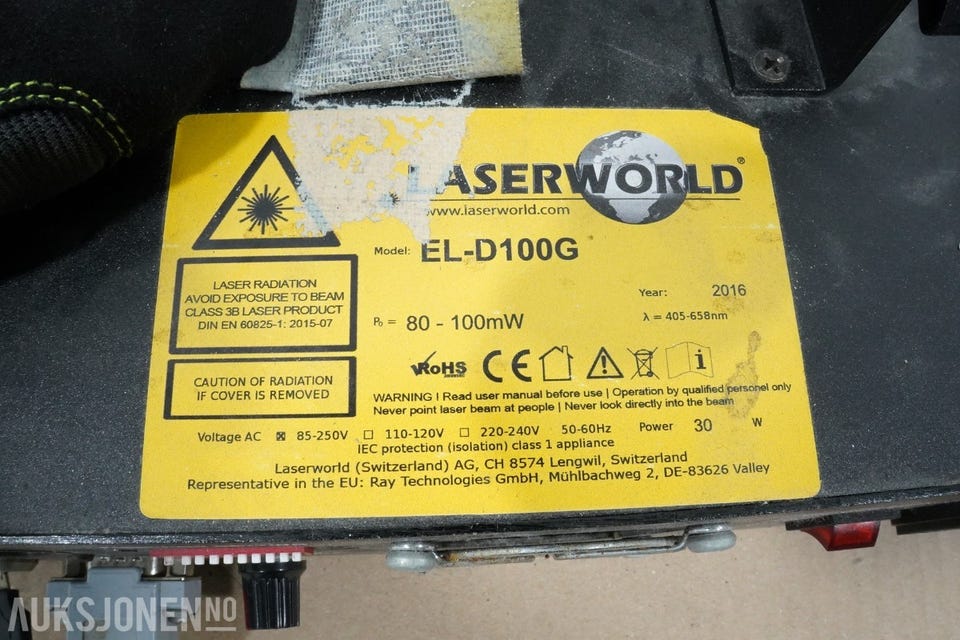 LASERWORLD®
www.laserworld.com
Model: EL-D100G
LASER RADIATION
AVOID EXPOSURE TO BEAM
CLASS 3B LASER PRODUCT
DIN EN 60825-1: 2015-07
Year: 2016
P₀ = 80 - 100mW
λ = 405-658nm
CAUTION OF RADIATION
IF COVER IS REMOVED
RoHS CE i
WARNING ! Read user manual before use | Operation by qualified personel only
Never point laser beam at people | Never look directly into the beam
Voltage AC ☒ 85-250V ☐ 110-120V ☐ 220-240V 50-60Hz Power 30 W
IEC protection (isolation) class 1 appliance
Laserworld (Switzerland) AG, CH 8574 Lengwil, Switzerland
Representative in the EU: Ray Technologies GmbH, Mühlbachweg 2, DE-83626 Valley
AUKSJONEN.NO